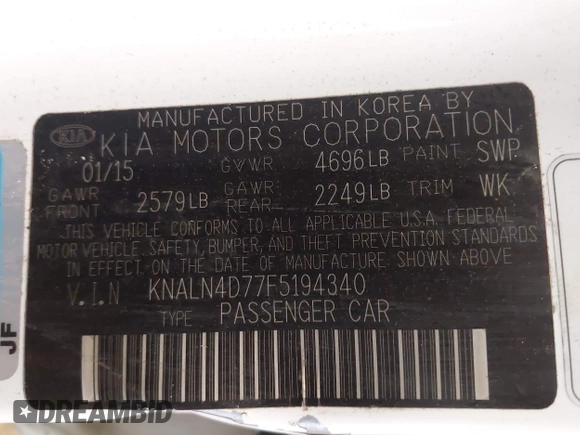 MANUFACTURED IN KOREA BY
KIA KIA MOTORS CORPORATION
01/15 GVWR 4696LB PAINT SWP
GAWR FRONT 2579LB GAWR REAR 2249LB TRIM WK
THIS VEHICLE CONFORMS TO ALL APPLICABLE U.S.A. FEDERAL
MOTOR VEHICLE SAFETY, BUMPER, AND THEFT PREVENTION STANDARDS
IN EFFECT ON THE DATE OF MANUFACTURE SHOWN ABOVE
V.I.N KNALN4D77F5194340
TYPE PASSENGER CAR
JF
DREAMBID